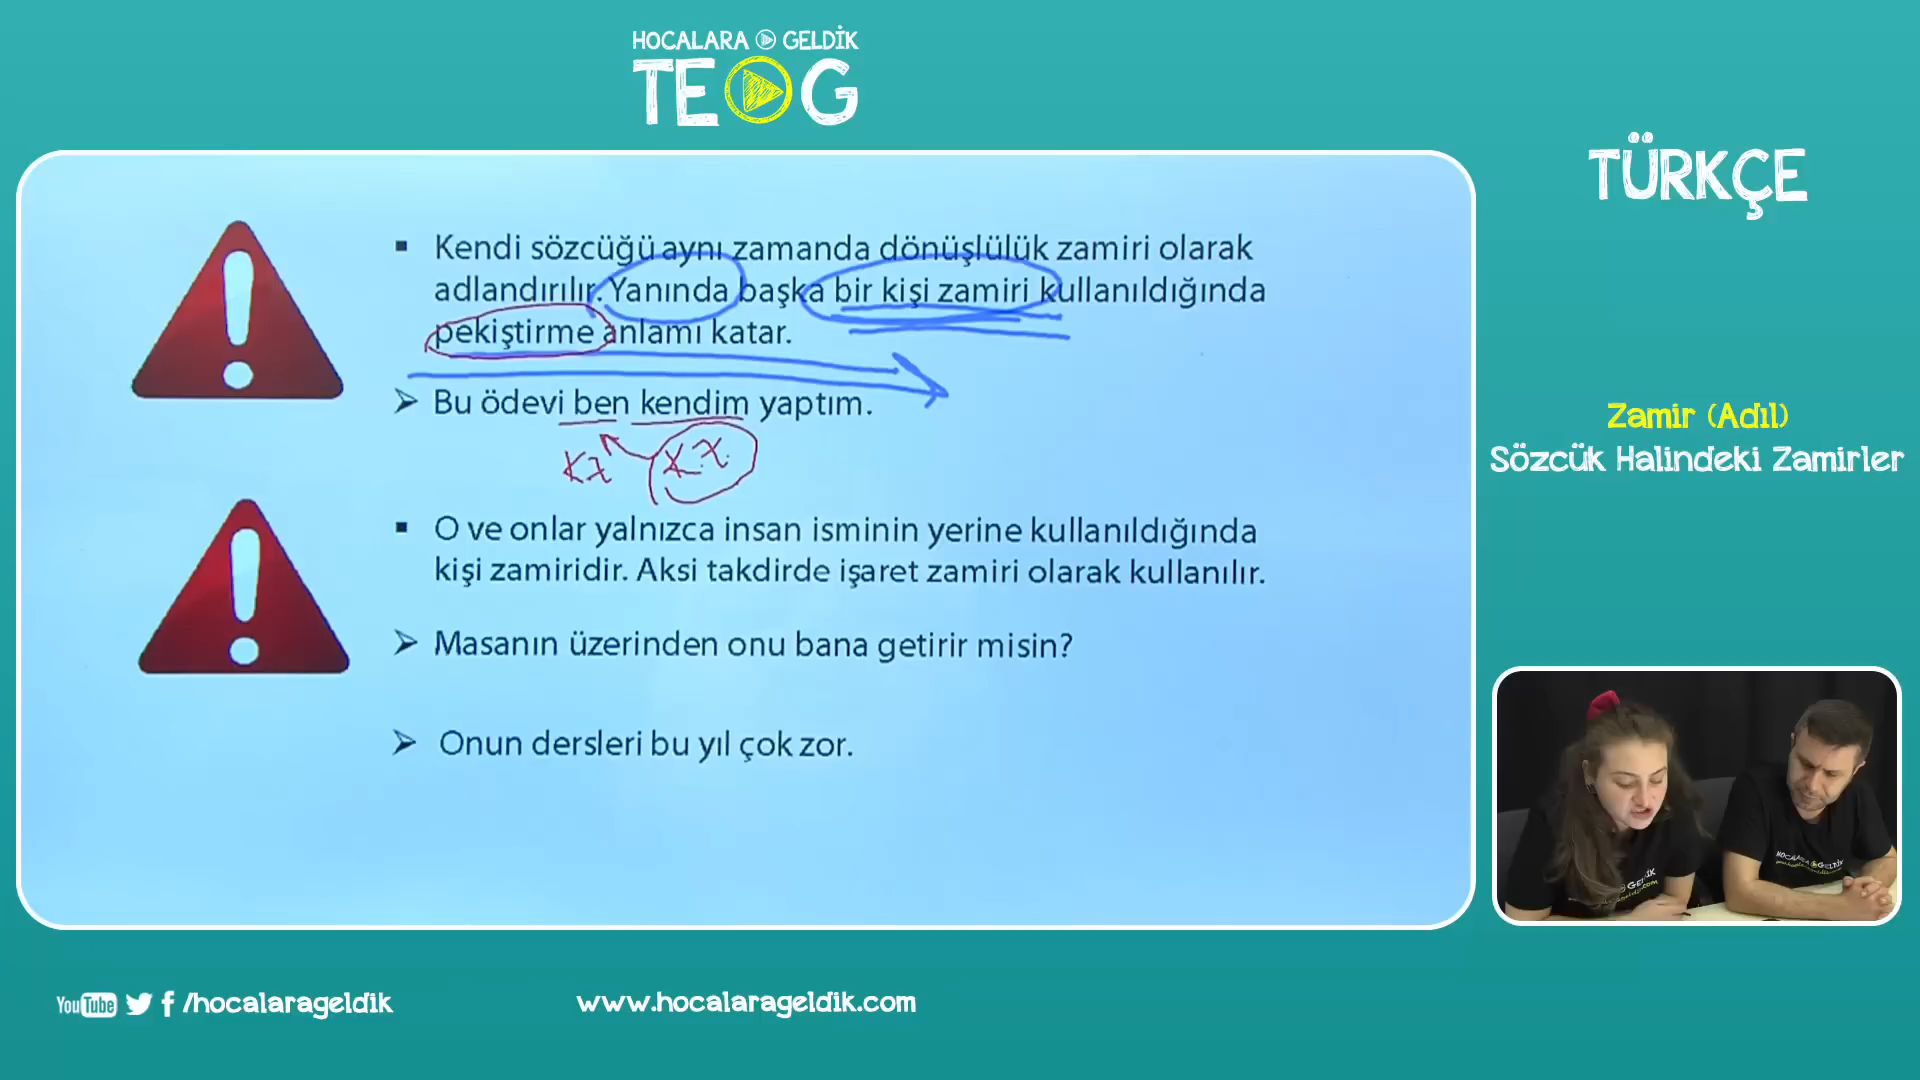 HOCALARA GELDİK
TEOG
TÜRKÇE
Kendi sözcüğü aynı zamanda dönüşlülük zamiri olarak
adlandırılır. Yanında başka bir kişi zamiri kullanıldığında
pekiştirme anlamı katar.
Bu ödevi ben kendim yaptım.
KZ K.Z.
O ve onlar yalnızca insan isminin yerine kullanıldığında
kişi zamiridir. Aksi takdirde işaret zamiri olarak kullanılır.
Masanın üzerinden onu bana getirir misin?
Onun dersleri bu yıl çok zor.
Zamir (Adıl)
Sözcük Halindeki Zamirler
YouTube /hocalarageldik
www.hocalarageldik.com